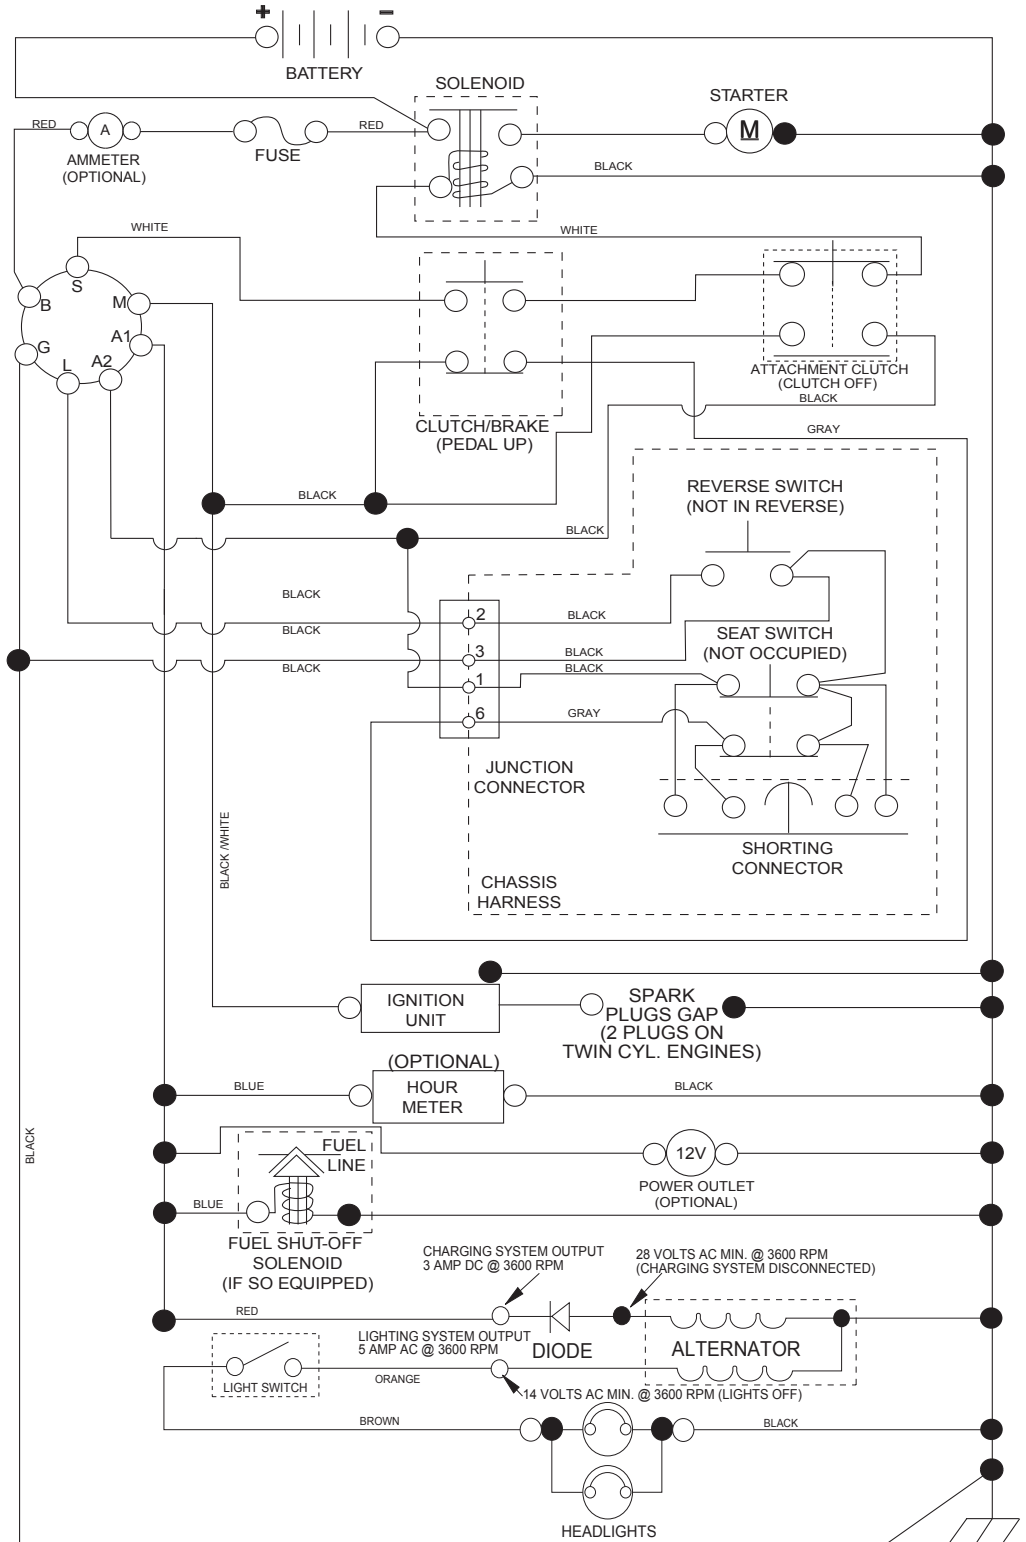 + −
BATTERY
SOLENOID
STARTER
RED
A
RED
M
AMMETER
(OPTIONAL)
FUSE
BLACK
WHITE
WHITE
S
B
M
A1
G
A2
L
ATTACHMENT CLUTCH
(CLUTCH OFF)
BLACK
CLUTCH/BRAKE
(PEDAL UP)
GRAY
REVERSE SWITCH
(NOT IN REVERSE)
BLACK
BLACK
BLACK
2
BLACK
BLACK
SEAT SWITCH
(NOT OCCUPIED)
3
BLACK
BLACK
BLACK
1
6
GRAY
JUNCTION
CONNECTOR
SHORTING
CONNECTOR
BLACK /WHITE
CHASSIS
HARNESS
IGNITION
UNIT
SPARK
PLUGS GAP
(2 PLUGS ON
TWIN CYL. ENGINES)
(OPTIONAL)
BLUE
HOUR
METER
BLACK
BLACK
FUEL
LINE
12V
POWER OUTLET
(OPTIONAL)
BLUE
FUEL SHUT-OFF
SOLENOID
(IF SO EQUIPPED)
CHARGING SYSTEM OUTPUT
3 AMP DC @ 3600 RPM
28 VOLTS AC MIN. @ 3600 RPM
(CHARGING SYSTEM DISCONNECTED)
RED
LIGHTING SYSTEM OUTPUT
5 AMP AC @ 3600 RPM
DIODE
ALTERNATOR
LIGHT SWITCH
ORANGE
14 VOLTS AC MIN. @ 3600 RPM (LIGHTS OFF)
BROWN
BLACK
HEADLIGHTS